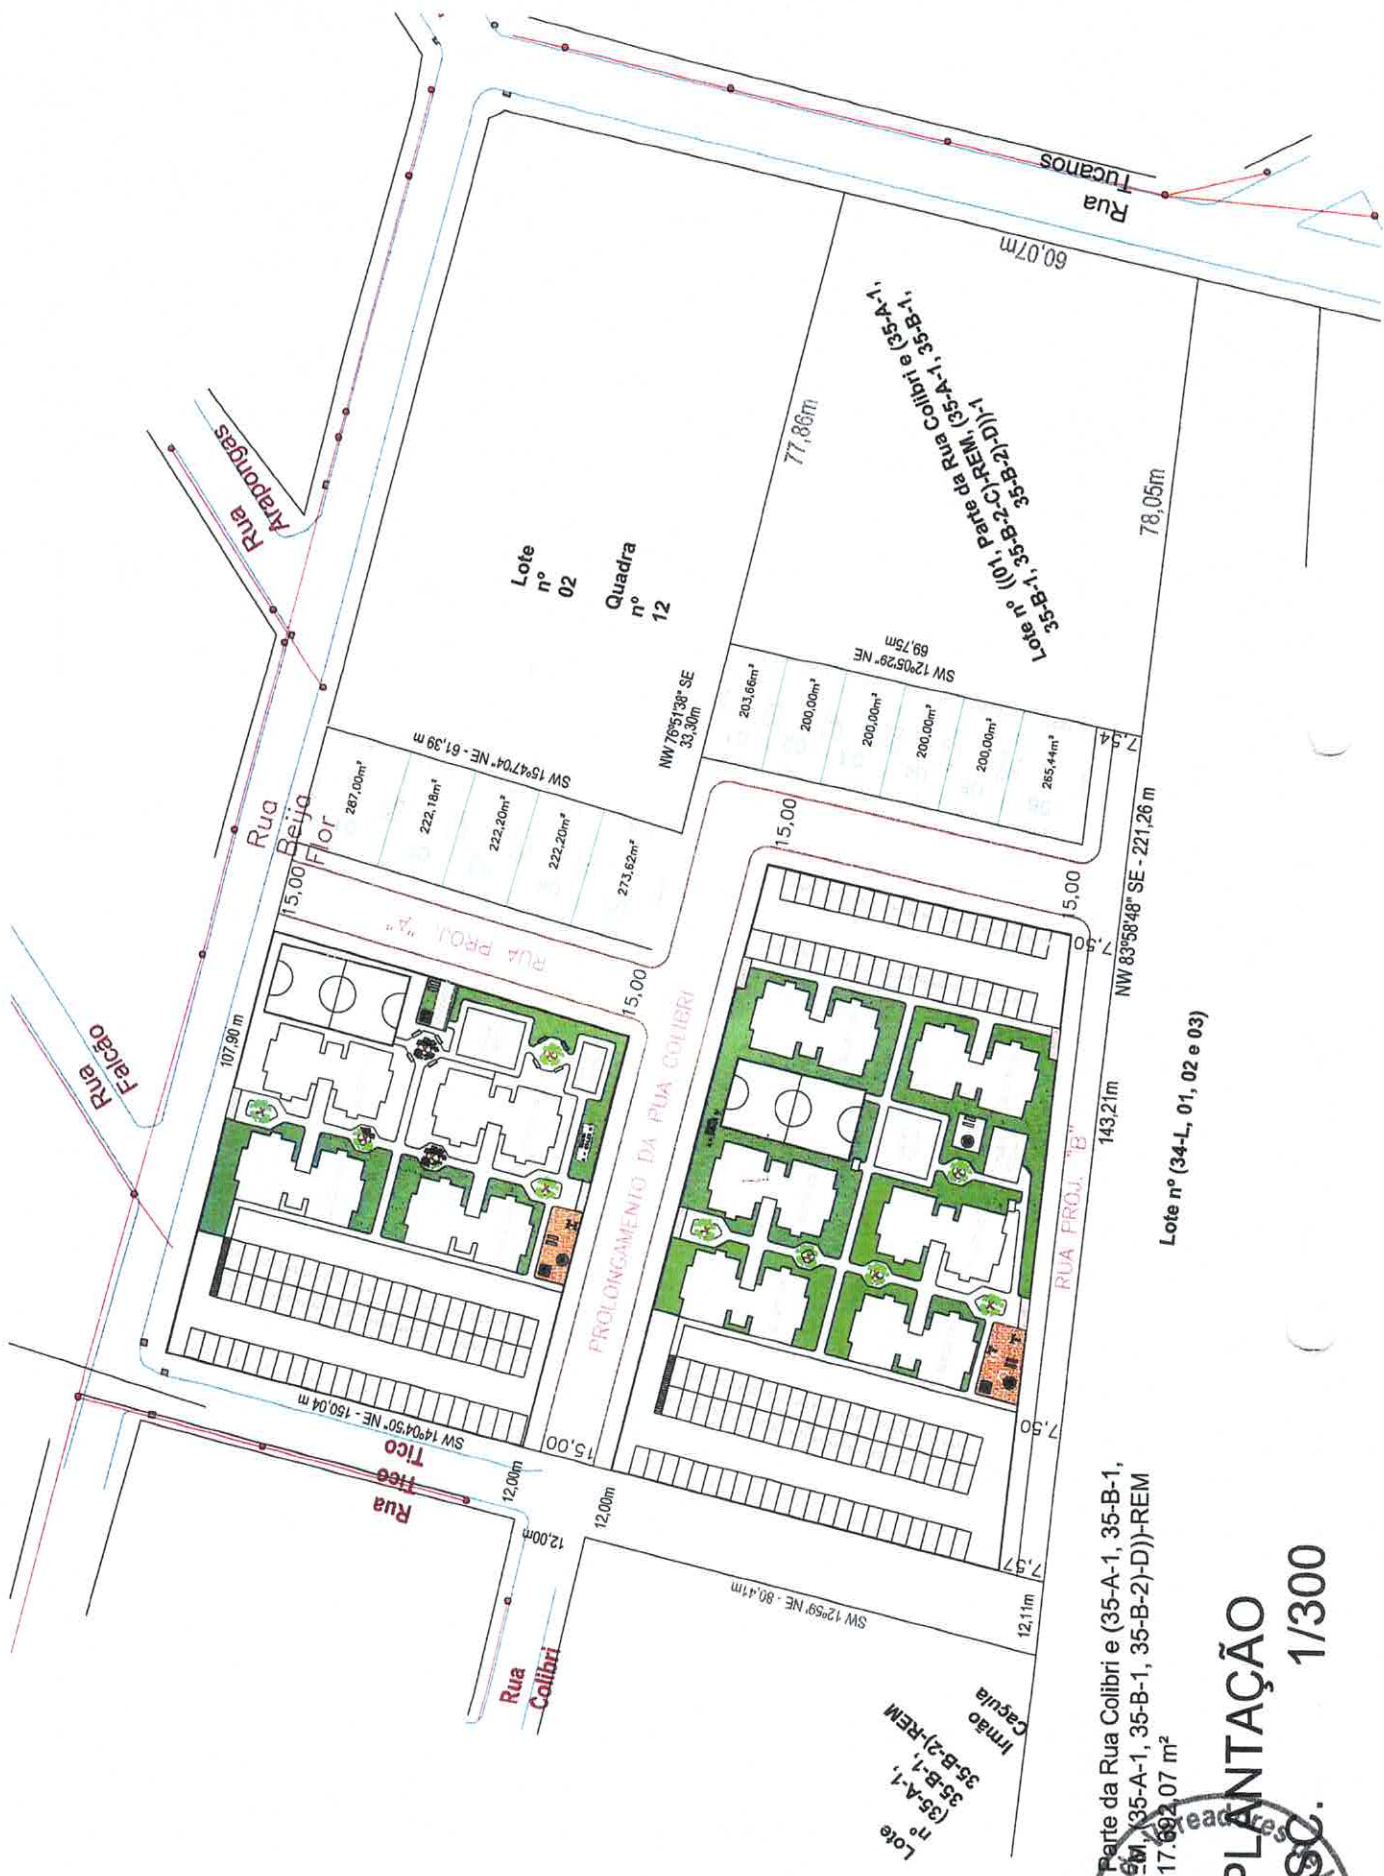 Rua
Tucanos
60,07m
Rua
Arapongas
77,86m
Lote nº ((01, Parte da Rua Colibri e (35-A-1,
35-B-1, 35-B-2-C)-REM, (35-A-1, 35-B-1,
35-B-2)-D))-1
78,05m
Lote
nº
02
Quadra
nº
12
SW 12º05'29" NE
69,75m
NW 76º51'38" SE
33,30m
203,66m²
200,00m²
200,00m²
200,00m²
200,00m²
265,44m²
7,54
SW 15º47'04" NE - 61,39 m
287,00m²
222,18m²
222,20m²
222,20m²
273,62m²
Rua
Beija
Flor
15,00
15,00
15,00
15,00
RUA PROJ. "A"
NW 83º58'48" SE - 221,26 m
7,50
107,90 m
Rua
Falcão
PROLONGAMENTO DA RUA COLIBRI
RUA PROJ. "B"
143,21m
Lote nº (34-L, 01, 02 e 03)
SW 14º04'50" NE - 150,04 m
Rua
Tico
Tico
15,00
12,00m
12,00m
12,00m
7,50
7,57
12,11m
SW 12º59' NE - 80,41m
Rua
Colibri
Lote
nº
(35-A-1,
35-B-1,
35-B-2)-REM
Irmão
Caçula
Parte da Rua Colibri e (35-A-1, 35-B-1,
(35-A-1, 35-B-1, 35-B-2)-D))-REM
17.692,07 m²
PLANTAÇÃO
SC. 1/300
Vereadores